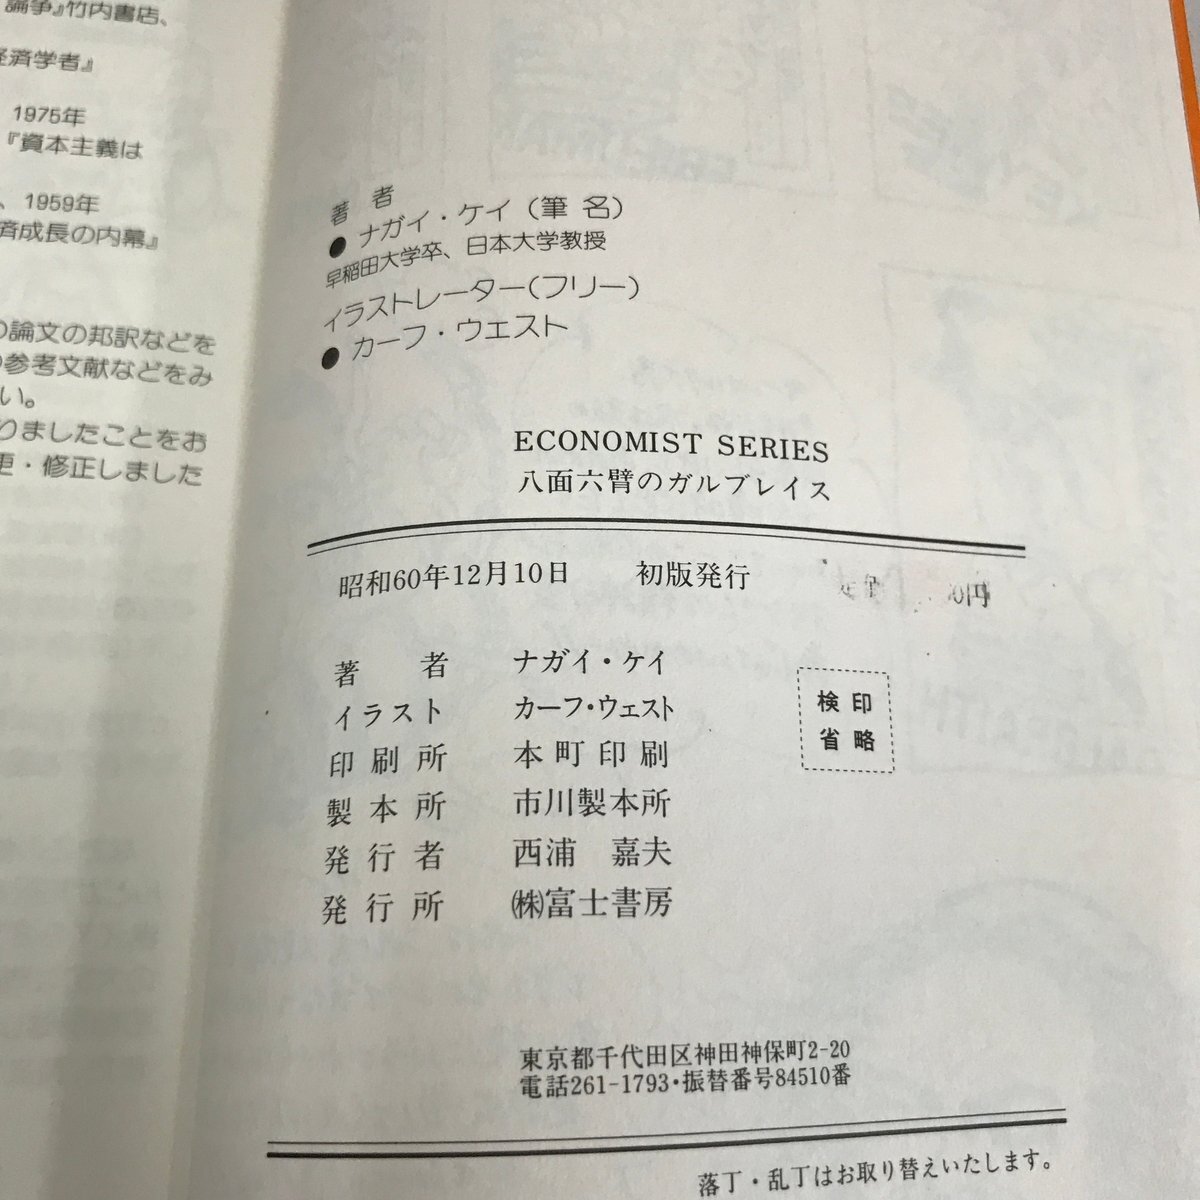 論争』竹内書店、
経済学者』
1975年
『資本主義は
、1959年
済成長の内幕』
の論文の邦訳などを
参考文献などをみ
い。
りましたことをお
更・修正しました
著 者
●ナガイ・ケイ(筆 名)
早稲田大学卒、日本大学教授
イラストレーター(フリー)
●カーフ・ウェスト
ECONOMIST SERIES
八面六臂のガルブレイス
昭和60年12月10日 初版発行 0円
著 者 ナガイ・ケイ
イラスト カーフ・ウェスト
印刷所 本町印刷
製本所 市川製本所
発行者 西浦 嘉夫
発行所 ㈱富士書房
検印
省略
東京都千代田区神田神保町2-20
電話261-1793・振替番号84510番
落丁・乱丁はお取り替えいたします。